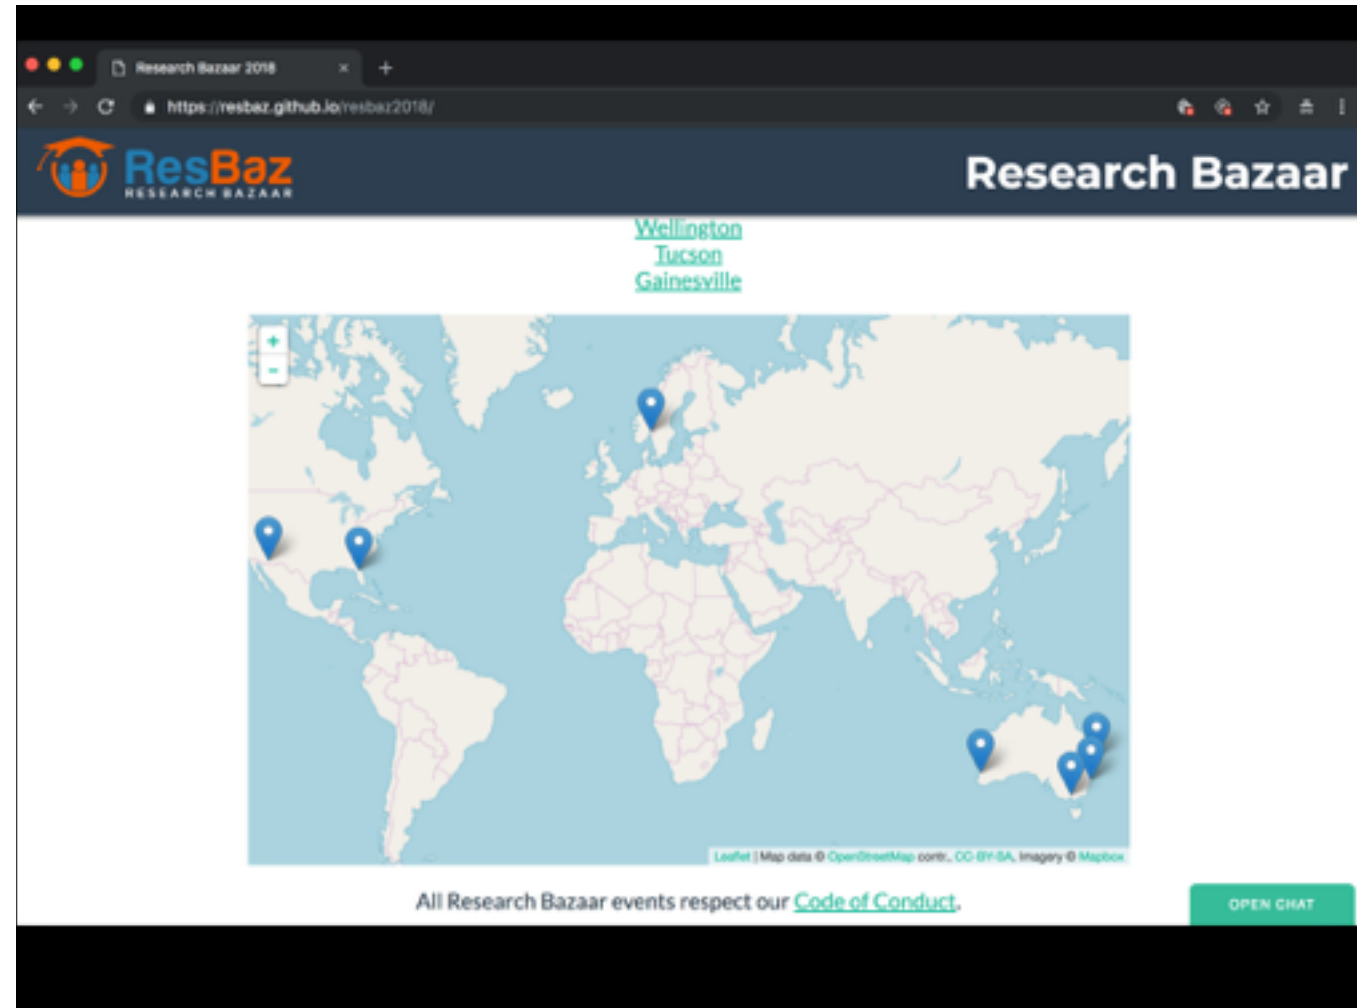 Research Bazaar 2018
https://resbaz.github.io/resbaz2018/
ResBaz
RESEARCH BAZAAR
Research Bazaar
Wellington
Tucson
Gainesville
+
-
Leaflet | Map data © OpenStreetMap contr., CC-BY-SA, Imagery © Mapbox
All Research Bazaar events respect our Code of Conduct.
OPEN CHAT